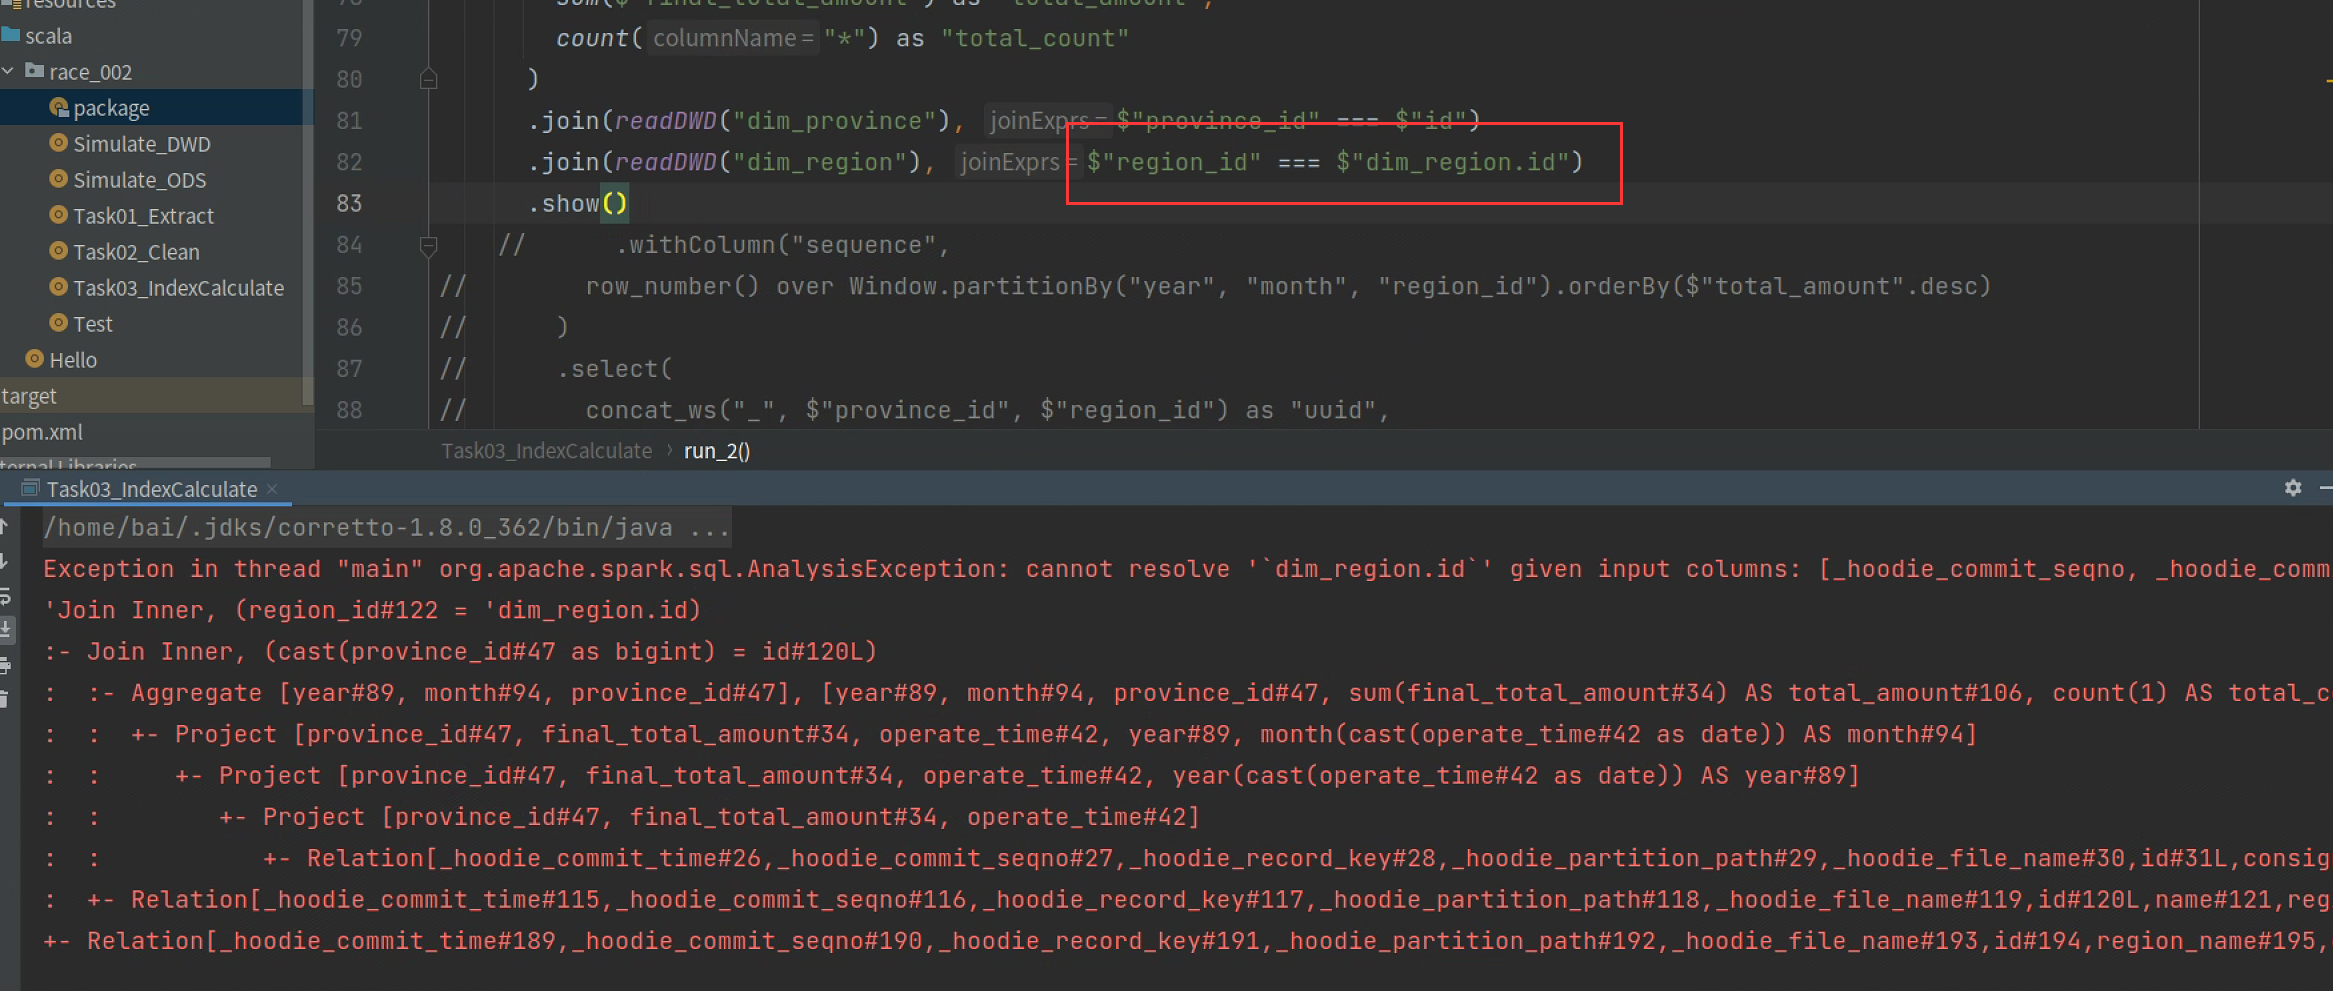 resources
scala
race_002
package
Simulate_DWD
Simulate_ODS
Task01_Extract
Task02_Clean
Task03_IndexCalculate
Test
Hello
target
pom.xml
ternal Libraries
78 sum($"final_total_amount") as "total_amount",
79 count( columnName = "*") as "total_count"
80 )
81 .join(readDWD("dim_province"), joinExprs = $"province_id" === $"id")
82 .join(readDWD("dim_region"), joinExprs = $"region_id" === $"dim_region.id")
83 .show()
84 // .withColumn("sequence",
85 // row_number() over Window.partitionBy("year", "month", "region_id").orderBy($"total_amount".desc)
86 // )
87 // .select(
88 // concat_ws("_", $"province_id", $"region_id") as "uuid",
Task03_IndexCalculate › run_2()
Task03_IndexCalculate ×
/home/bai/.jdks/corretto-1.8.0_362/bin/java ...
Exception in thread "main" org.apache.spark.sql.AnalysisException: cannot resolve '`dim_region.id`' given input columns: [_hoodie_commit_seqno, _hoodie_comm
'Join Inner, (region_id#122 = 'dim_region.id)
:- Join Inner, (cast(province_id#47 as bigint) = id#120L)
: :- Aggregate [year#89, month#94, province_id#47], [year#89, month#94, province_id#47, sum(final_total_amount#34) AS total_amount#106, count(1) AS total_c
: : +- Project [province_id#47, final_total_amount#34, operate_time#42, year#89, month(cast(operate_time#42 as date)) AS month#94]
: : +- Project [province_id#47, final_total_amount#34, operate_time#42, year(cast(operate_time#42 as date)) AS year#89]
: : +- Project [province_id#47, final_total_amount#34, operate_time#42]
: : +- Relation[_hoodie_commit_time#26,_hoodie_commit_seqno#27,_hoodie_record_key#28,_hoodie_partition_path#29,_hoodie_file_name#30,id#31L,consig
: +- Relation[_hoodie_commit_time#115,_hoodie_commit_seqno#116,_hoodie_record_key#117,_hoodie_partition_path#118,_hoodie_file_name#119,id#120L,name#121,reg
+- Relation[_hoodie_commit_time#189,_hoodie_commit_seqno#190,_hoodie_record_key#191,_hoodie_partition_path#192,_hoodie_file_name#193,id#194,region_name#195,